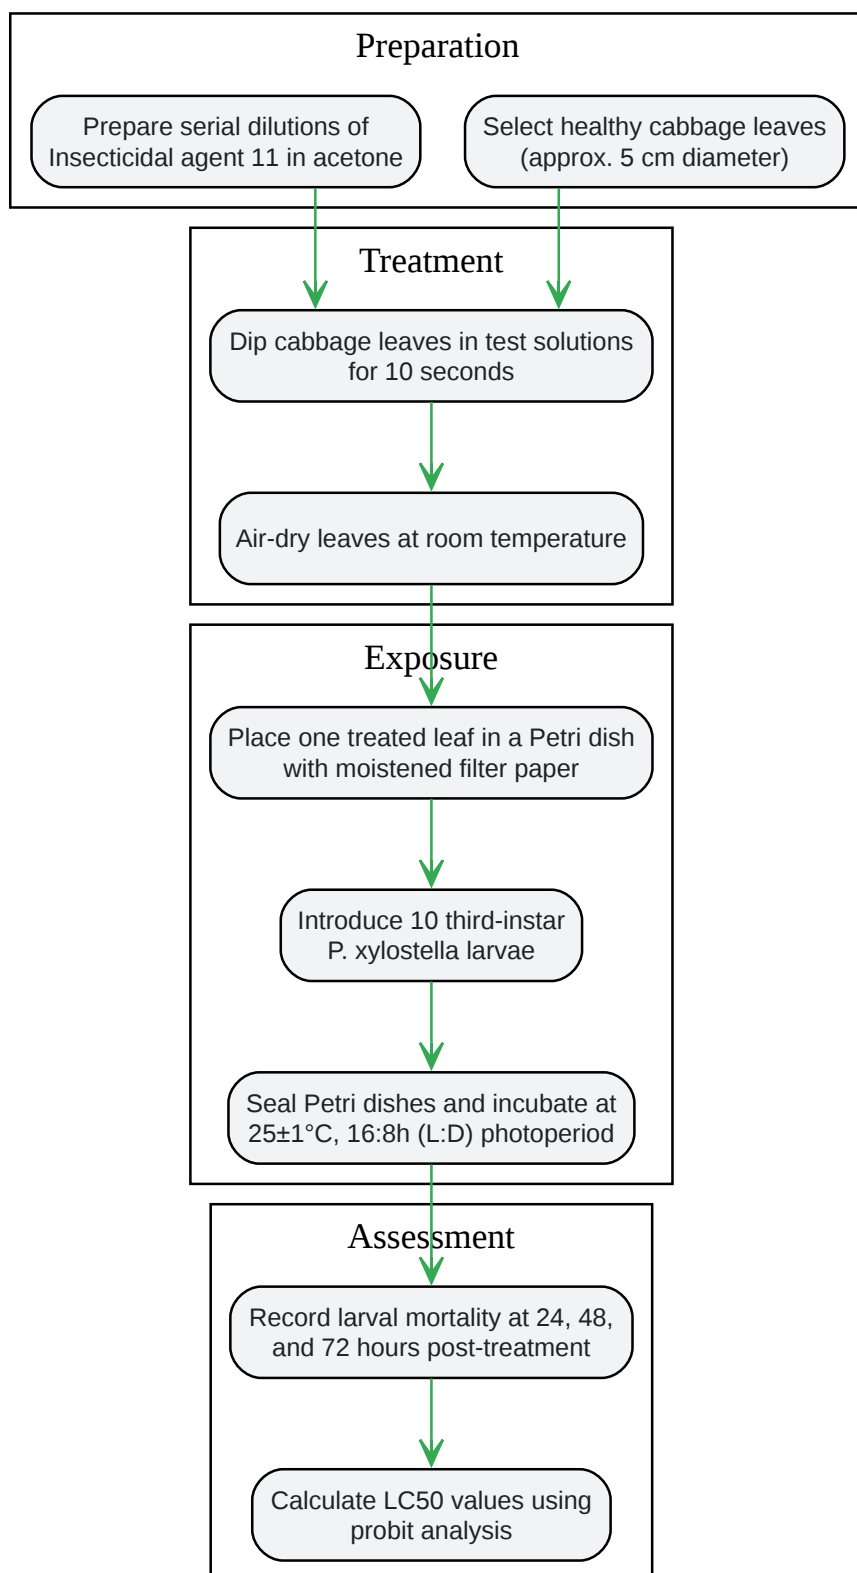 Preparation
Prepare serial dilutions of
Insecticidal agent 11 in acetone
Select healthy cabbage leaves
(approx. 5 cm diameter)
Treatment
Dip cabbage leaves in test solutions
for 10 seconds
Air-dry leaves at room temperature
Exposure
Place one treated leaf in a Petri dish
with moistened filter paper
Introduce 10 third-instar
P. xylostella larvae
Seal Petri dishes and incubate at
25±1°C, 16:8h (L:D) photoperiod
Assessment
Record larval mortality at 24, 48,
and 72 hours post-treatment
Calculate LC50 values using
probit analysis